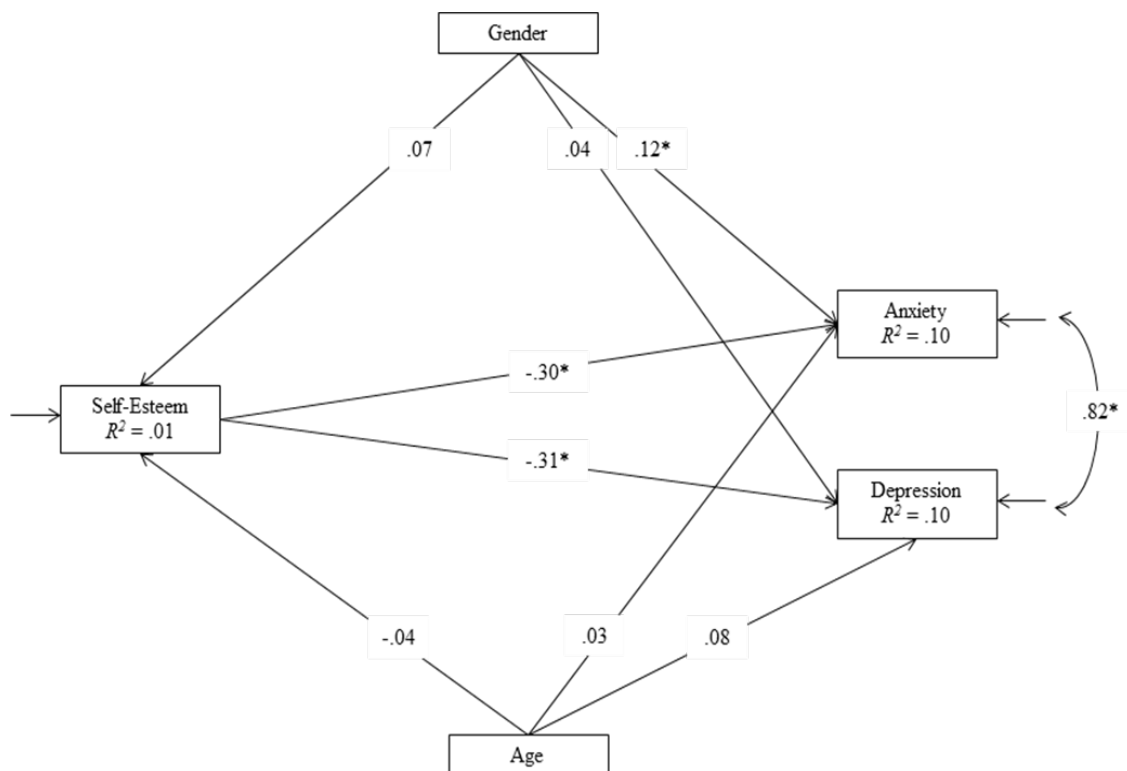 Gender
.07
.04
.12*
Anxiety
R² = .10
-.30*
Self-Esteem
R² = .01
.82*
-.31*
Depression
R² = .10
-.04
.03
.08
Age